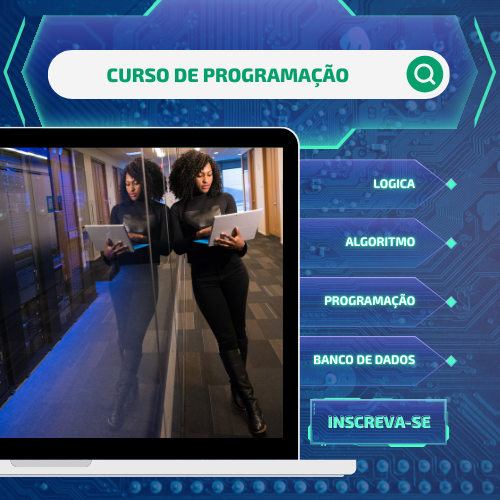 CURSO DE PROGRAMAÇÃO
LOGICA
ALGORITMO
PROGRAMAÇÃO
BANCO DE DADOS
INSCREVA-SE